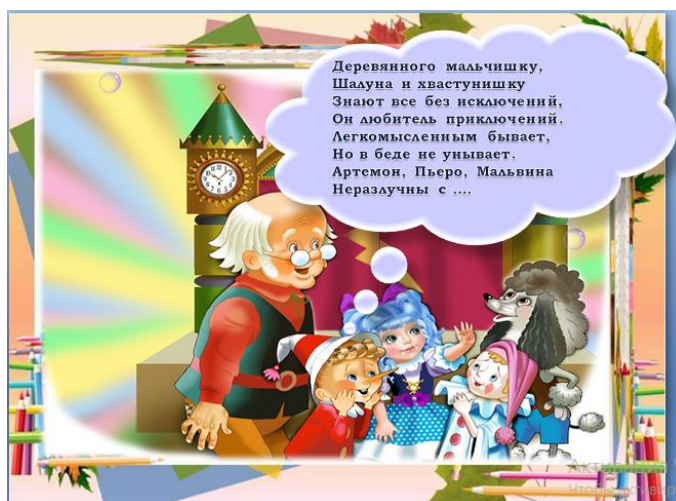 Деревянного мальчишку,
Шалуна и хвастунишку
Знают все без исключений,
Он любитель приключений.
Легкомысленным бывает,
Но в беде не унывает.
Артемон, Пьеро, Мальвина
Неразлучны с ....